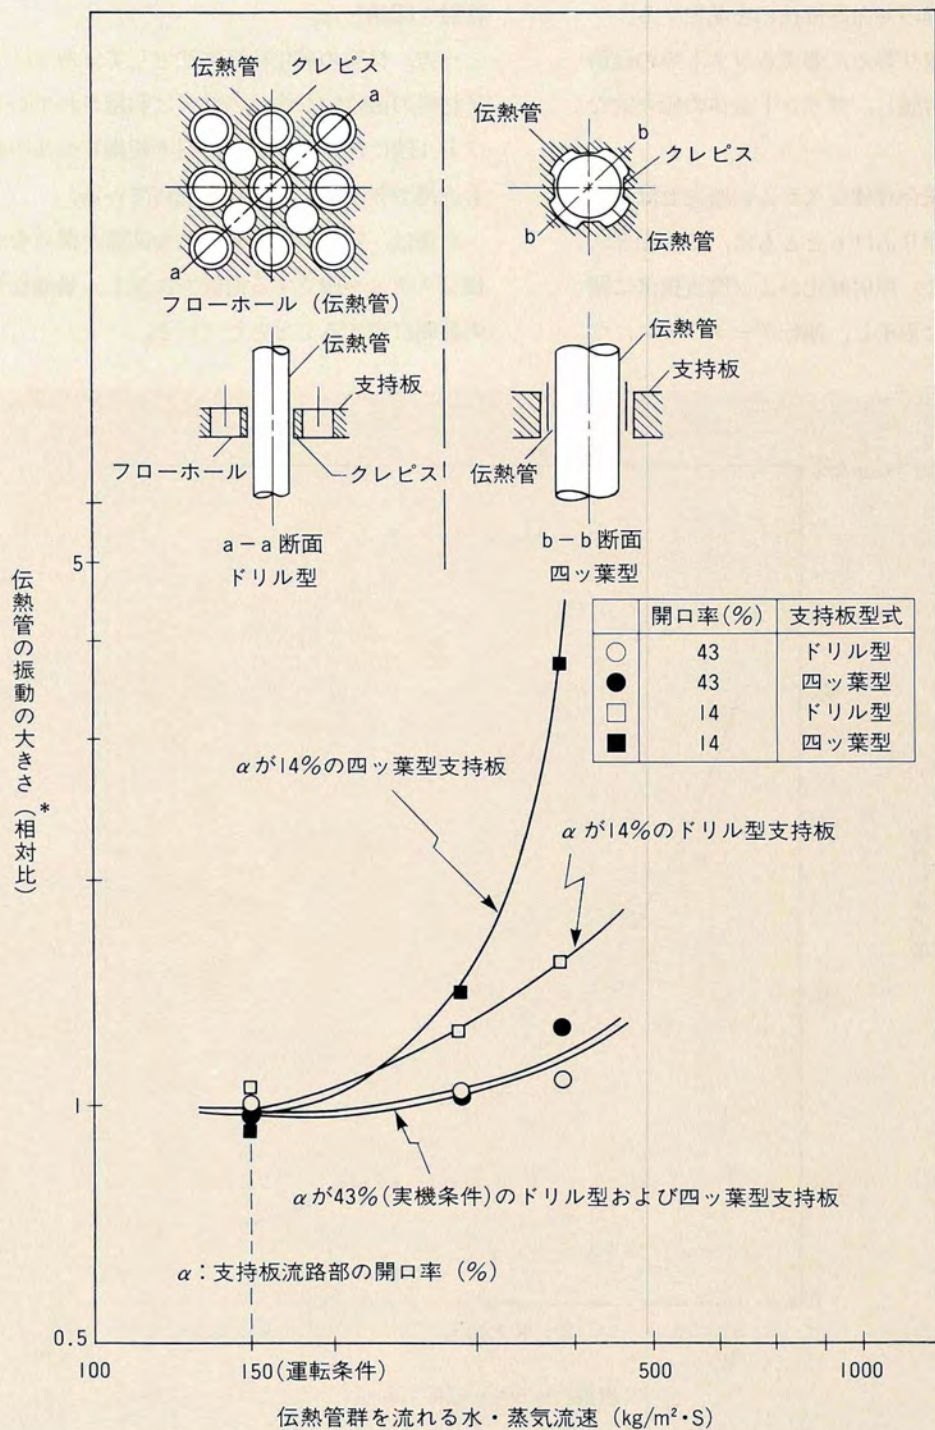 伝熱管 クレピス
a
a
フローホール (伝熱管)
伝熱管
b
クレピス
b
伝熱管
伝熱管
支持板
フローホール
クレピス
a-a断面
ドリル型
伝熱管
支持板
伝熱管
b-b断面
四ッ葉型
開口率(%) 支持板型式
○ 43 ドリル型
● 43 四ッ葉型
□ 14 ドリル型
■ 14 四ッ葉型
伝熱管の振動の大きさ*(相対比)
5
1
0.5
αが14%の四ッ葉型支持板
αが14%のドリル型支持板
αが43%(実機条件)のドリル型および四ッ葉型支持板
α:支持板流路部の開口率 (%)
100 150(運転条件) 500 1000
伝熱管群を流れる水・蒸気流速 (kg/m²・S)